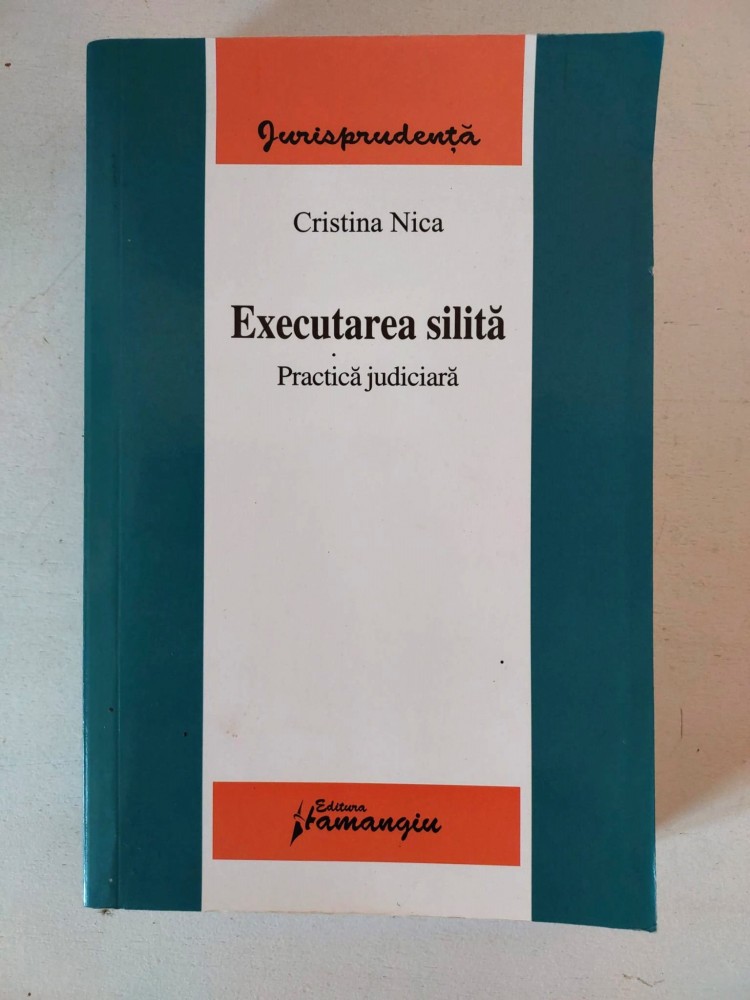 Jurisprudență
Cristina Nica
Executarea silită
Practică judiciară
Editura
Hamangiu